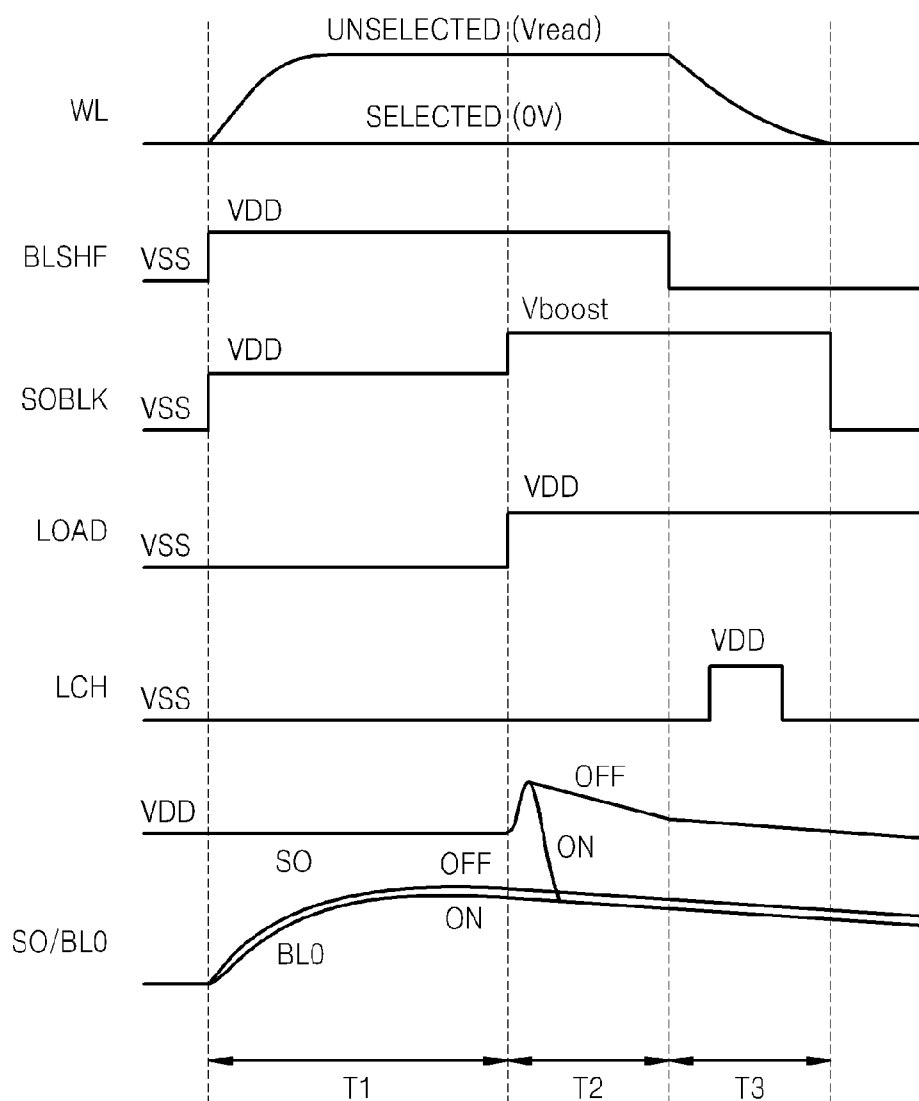 UNSELECTED (Vread)
WL
SELECTED (0V)
VDD
BLSHF VSS
Vboost
VDD
SOBLK VSS
VDD
LOAD VSS
VDD
LCH VSS
OFF
VDD
ON
SO OFF
ON
SO/BL0 BL0
T1 T2 T3